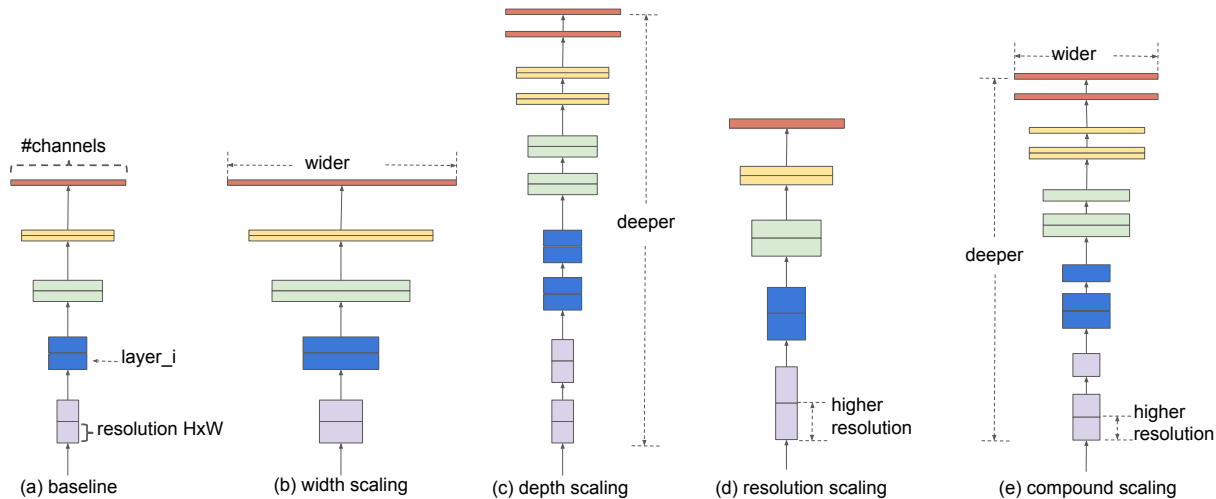 #channels
layer_i
resolution HxW
(a) baseline
wider
(b) width scaling
deeper
(c) depth scaling
higher
resolution
(d) resolution scaling
wider
deeper
higher
resolution
(e) compound scaling